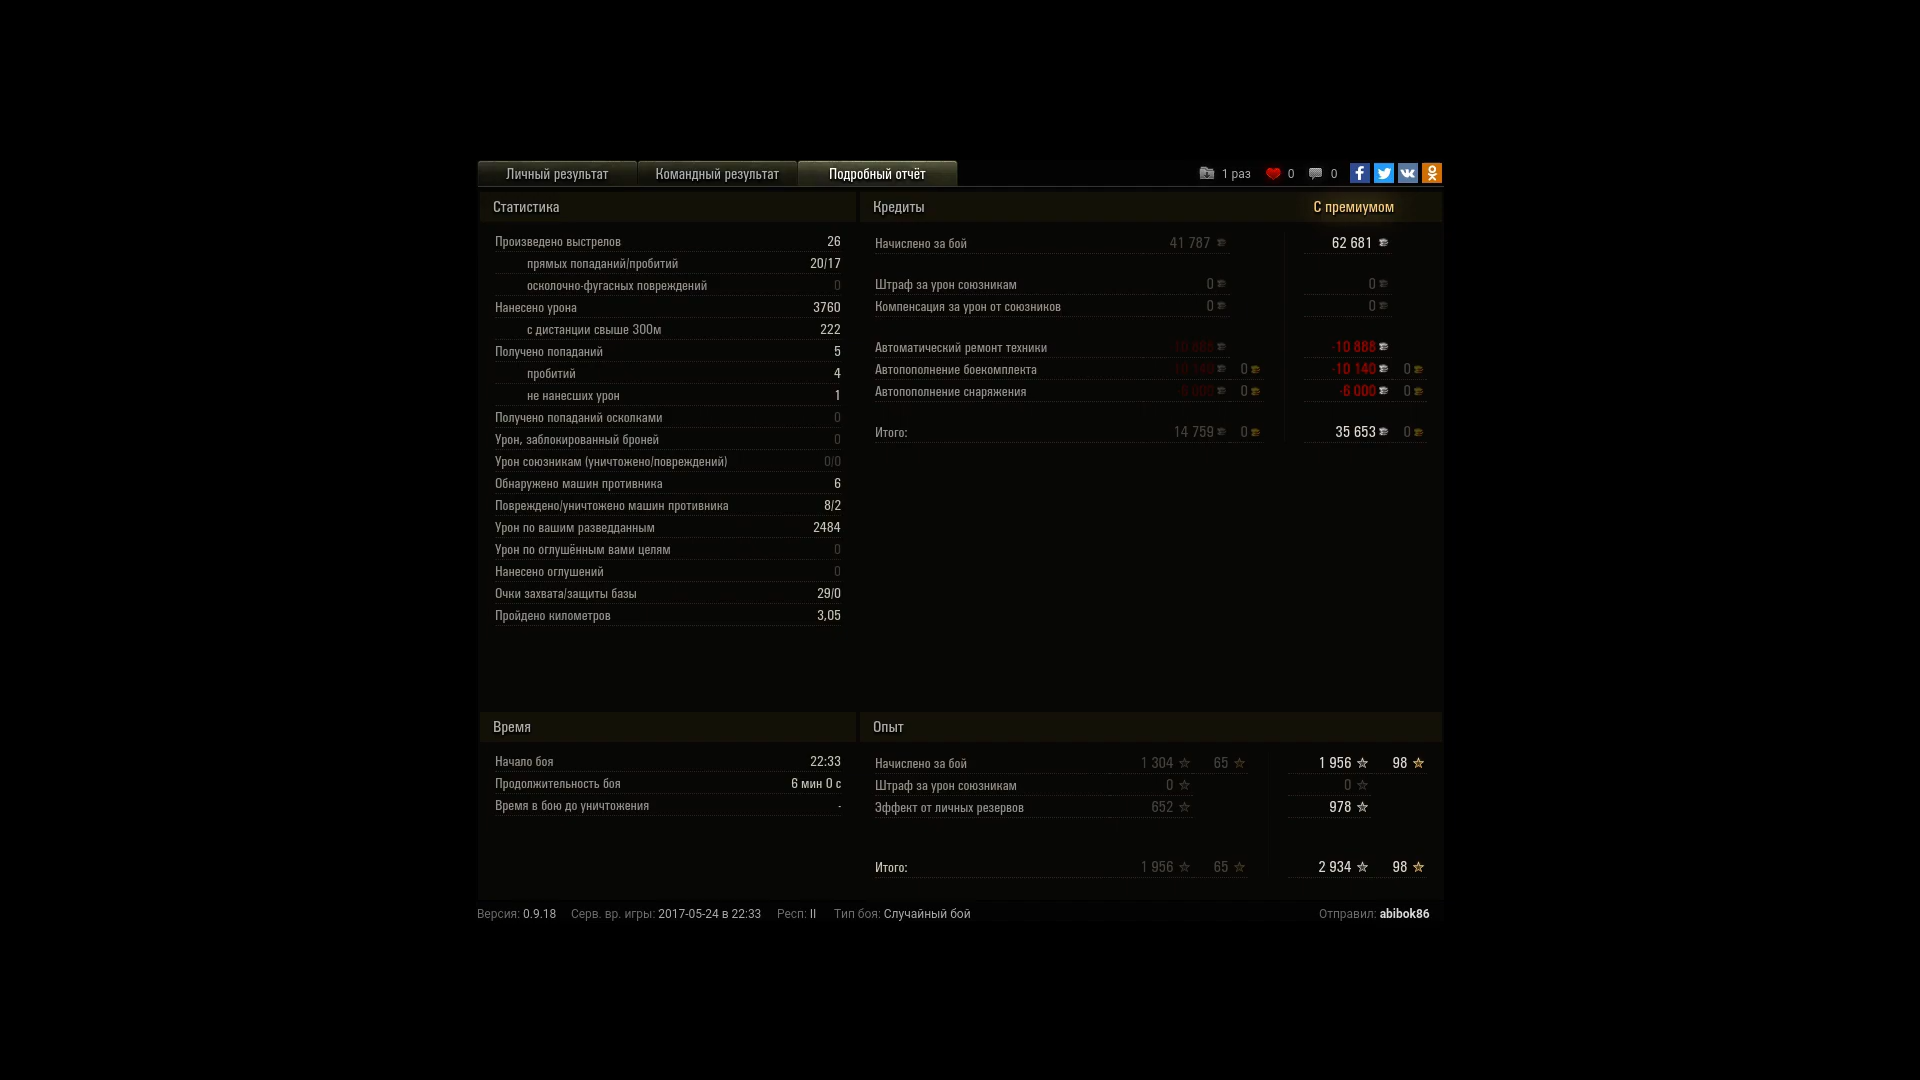 Личный результат Командный результат Подробный отчёт 1 раз 0 0
Статистика
Произведено выстрелов 26
прямых попаданий/пробитий 20/17
осколочно-фугасных повреждений 0
Нанесено урона 3760
с дистанции свыше 300м 222
Получено попаданий 5
пробитий 4
не нанесших урон 1
Получено попаданий осколками 0
Урон, заблокированный броней 0
Урон союзникам (уничтожено/повреждений) 0/0
Обнаружено машин противника 6
Повреждено/уничтожено машин противника 8/2
Урон по вашим разведданным 2484
Урон по оглушённым вами целям 0
Нанесено оглушений 0
Очки захвата/защиты базы 29/0
Пройдено километров 3,05
Кредиты С премиумом
Начислено за бой 41 787 62 681
Штраф за урон союзникам 0 0
Компенсация за урон от союзников 0 0
Автоматический ремонт техники -10 888 -10 888
Автопополнение боекомплекта -10 140 0 -10 140 0
Автопополнение снаряжения -6 000 0 -6 000 0
Итого: 14 759 0 35 653 0
Время
Начало боя 22:33
Продолжительность боя 6 мин 0 с
Время в бою до уничтожения -
Опыт
Начислено за бой 1 304 65 1 956 98
Штраф за урон союзникам 0 0
Эффект от личных резервов 652 978
Итого: 1 956 65 2 934 98
Версия: 0.9.18 Серв. вр. игры: 2017-05-24 в 22:33 Респ: II Тип боя: Случайный бой Отправил: abibok86